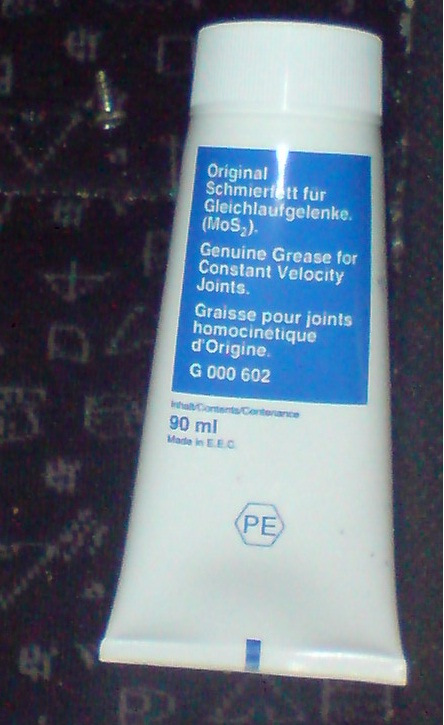 Original
Schmierfett für
Gleichlaufgelenke.
(MoS₂).
Genuine Grease for
Constant Velocity
Joints.
Graisse pour joints
homocinétique
d'Origine.
G 000 602
Inhalt/Contents/Contenance
90 ml
Made in E.E.C.
PE